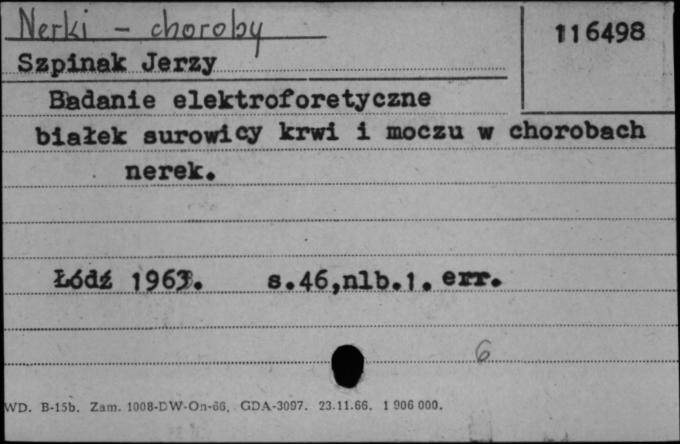 Nerki - choroby
116498
Szpinak Jerzy
Badanie elektroforetyczne
białek surowicy krwi i moczu w chorobach
nerek.
Łódź 1963. s.46,nlb.1. err.
6
WD. B-15b. Zam. 1008-DW-On-66. GDA-3097. 23.11.66. 1 906 000.